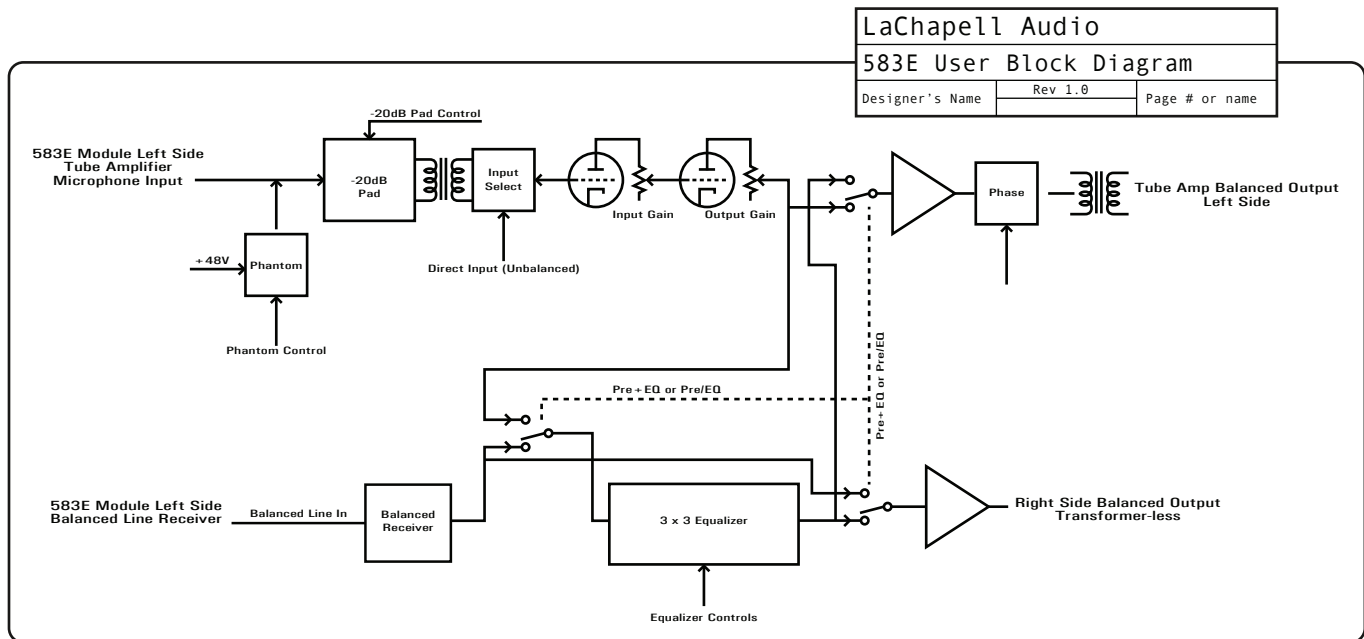 LaChapell Audio
583E User Block Diagram
Designer's Name
Rev 1.0
Page # or name
-20dB Pad Control
583E Module Left Side
Tube Amplifier
Microphone Input
-20dB
Pad
Input
Select
Input Gain
Output Gain
Phase
Tube Amp Balanced Output
Left Side
+48V
Phantom
Direct Input (Unbalanced)
Phantom Control
Pre+EQ or Pre/EQ
Pre+ EQ or Pre/EQ
583E Module Left Side
Balanced Line Receiver
Balanced Line In
Balanced
Receiver
3 x 3 Equalizer
Right Side Balanced Output
Transformer-less
Equalizer Controls